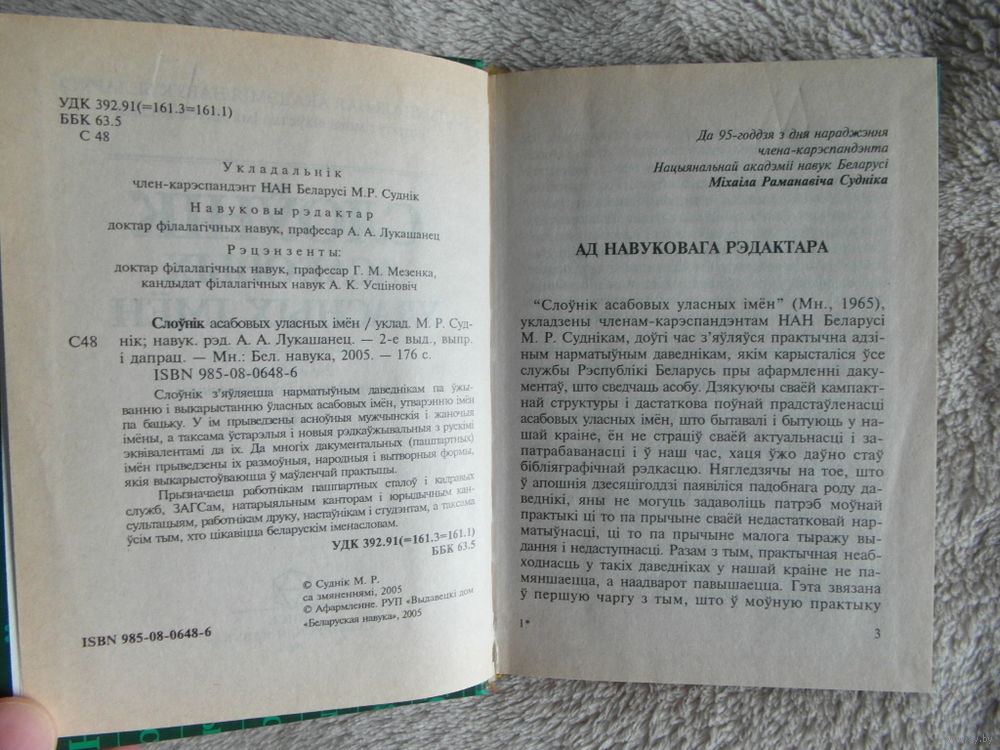 УДК 392.91(=161.3=161.1)
ББК 63.5
С 48
Укладальнік
член-карэспандэнт НАН Беларусі М.Р. Суднік
Навуковы рэдактар
доктар філалагічных навук, прафесар А. А. Лукашанец
Рэцэнзенты:
доктар філалагічных навук, прафесар Г. М. Мезенка,
кандыдат філалагічных навук А. К. Усціновіч
Слоўнік асабовых уласных імён / уклад. М. Р. Суд-
С48 нік; навук. рэд. А. А. Лукашанец. — 2-е выд., выпр.
і дапрац. — Мн.: Бел. навука, 2005. — 176 с.
ISBN 985-08-0648-6
Слоўнік з'яўляецца нарматыўным даведнікам па ўжы-
ванню і выкарыстанню ўласных асабовых імён, утварэнню імён
па бацьку. У ім прыведзены асноўныя мужчынскія і жаночыя
імёны, а таксама ўстарэлыя і новыя рэдкаўжывальныя з рускімі
эквівалентамі да іх. Да многіх дакументальных (пашпартных)
імён прыведзены іх размоўныя, народныя і вытворныя формы,
якія выкарыстоўваюцца ў маўленчай практыцы.
Прызначаецца работнікам пашпартных сталоў і кадравых
служб, ЗАГСам, натарыяльным канторам і юрыдычным кан-
сультацыям, работнікам друку, настаўнікам і студэнтам, а таксама
ўсім тым, хто цікавіцца беларускім іменасловам.
УДК 392.91(=161.3=161.1)
ББК 63.5
© Суднік М. Р.
са змяненнямі, 2005
© Афармленне. РУП «Выдавецкі дом
«Беларуская навука», 2005
ISBN 985-08-0648-6
Да 95-годдзя з дня нараджэння
члена-карэспандэнта
Нацыянальнай акадэміі навук Беларусі
Міхаіла Раманавіча Судніка
АД НАВУКОВАГА РЭДАКТАРА
“Слоўнік асабовых уласных імён” (Мн., 1965),
укладзены членам-карэспандэнтам НАН Беларусі
М. Р. Суднікам, доўгі час з'яўляўся практычна адзі-
ным нарматыўным даведнікам, якім карысталіся ўсе
службы Рэспублікі Беларусь пры афармленні даку-
ментаў, што сведчаць асобу. Дзякуючы сваёй кампакт-
най структуры і дастаткова поўнай прадстаўленасці
асабовых уласных імён, што бытавалі і бытуюць у на-
шай краіне, ён не страціў сваёй актуальнасці і за-
патрабаванасці і ў наш час, хаця ўжо даўно стаў
бібліяграфічнай рэдкасцю. Нягледзячы на тое, што
ў апошнія дзесяцігоддзі паявіліся падобнага роду да-
веднікі, яны не могуць задаволіць патрэб моўнай
практыкі ці то па прычыне сваёй недастатковай нар-
матыўнасці, ці то па прычыне малога тыражу вы-
дання і недаступнасці. Разам з тым, практычная неаб-
ходнасць у такіх даведніках у нашай краіне не па-
мяншаецца, а наадварот павышаецца. Гэта звязана
ў першую чаргу з тым, што ў моўную практыку
1*
3